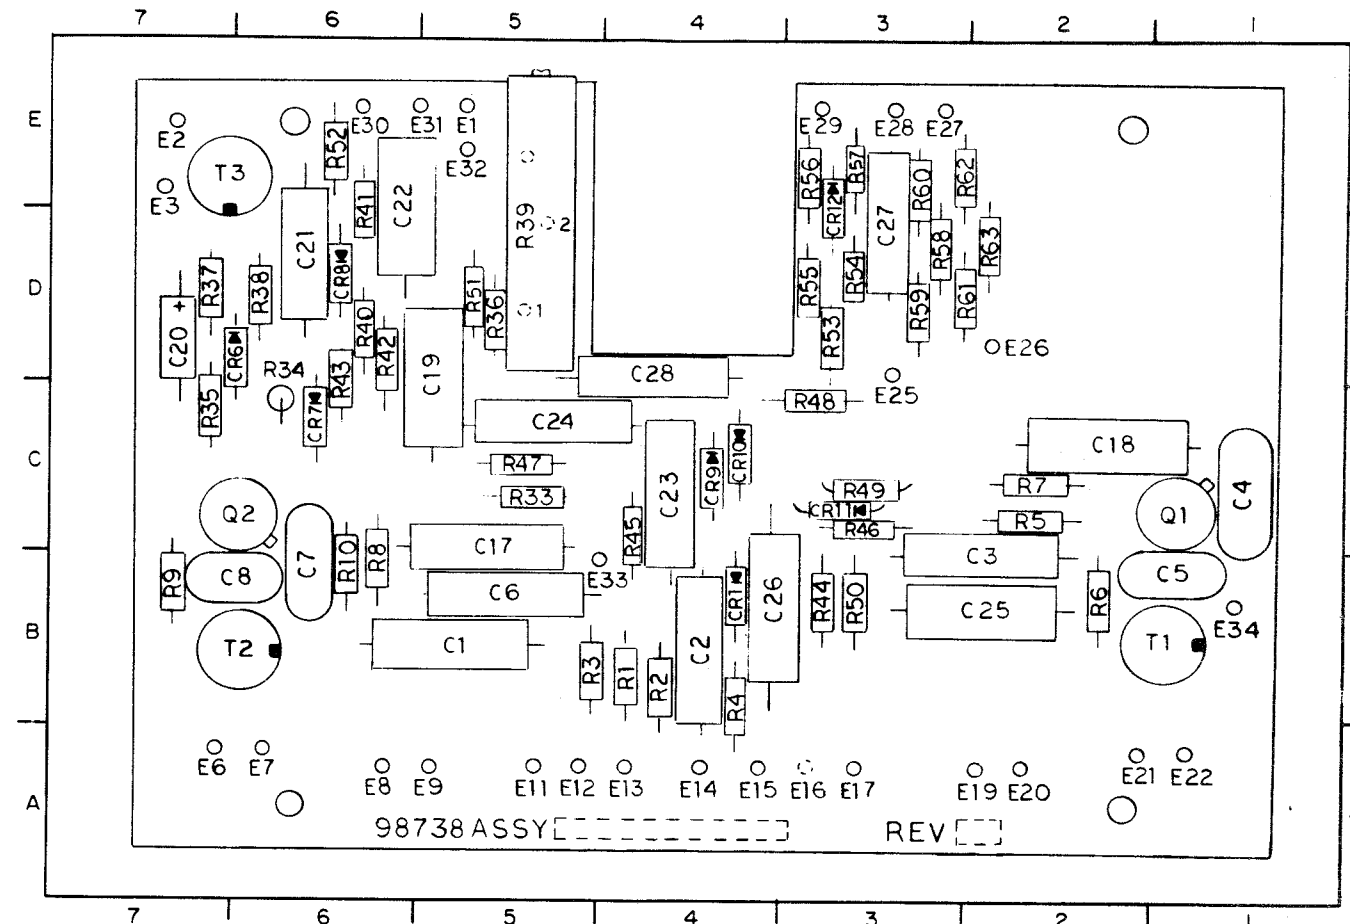 7 6 5 4 3 2 1
E
E2 E30 E31 E1 E29 E28 E27
R52 E32 R56 R57 R62
T3 CR12 R60
E3 R41 C22 R39 2 C27
C21 R58 R63
CR8 R54
D R37 R38 R51 R55
C20 + R36 1 R59 R61
R40 R53
CR6 R42 E26
R34 R43 C19 C28 E25
R35 CR7 C24 R48
C
CR10 C18
R47 CR9 C4
R33 C23 R49 R7
Q2 CR11 R5 Q1
R45 R46
C17 C3
R10 R8
C7 E33
R9 C8 C6 CR1 C26 R44 R50 C25 R6 C5
B E34
T2 C1 C2 T1
R3 R1 R2
R4
E6 E7 E8 E9 E11 E12 E13 E14 E15 E16 E17 E19 E20 E21 E22
A
98738 ASSY REV
7 6 5 4 3 2 1